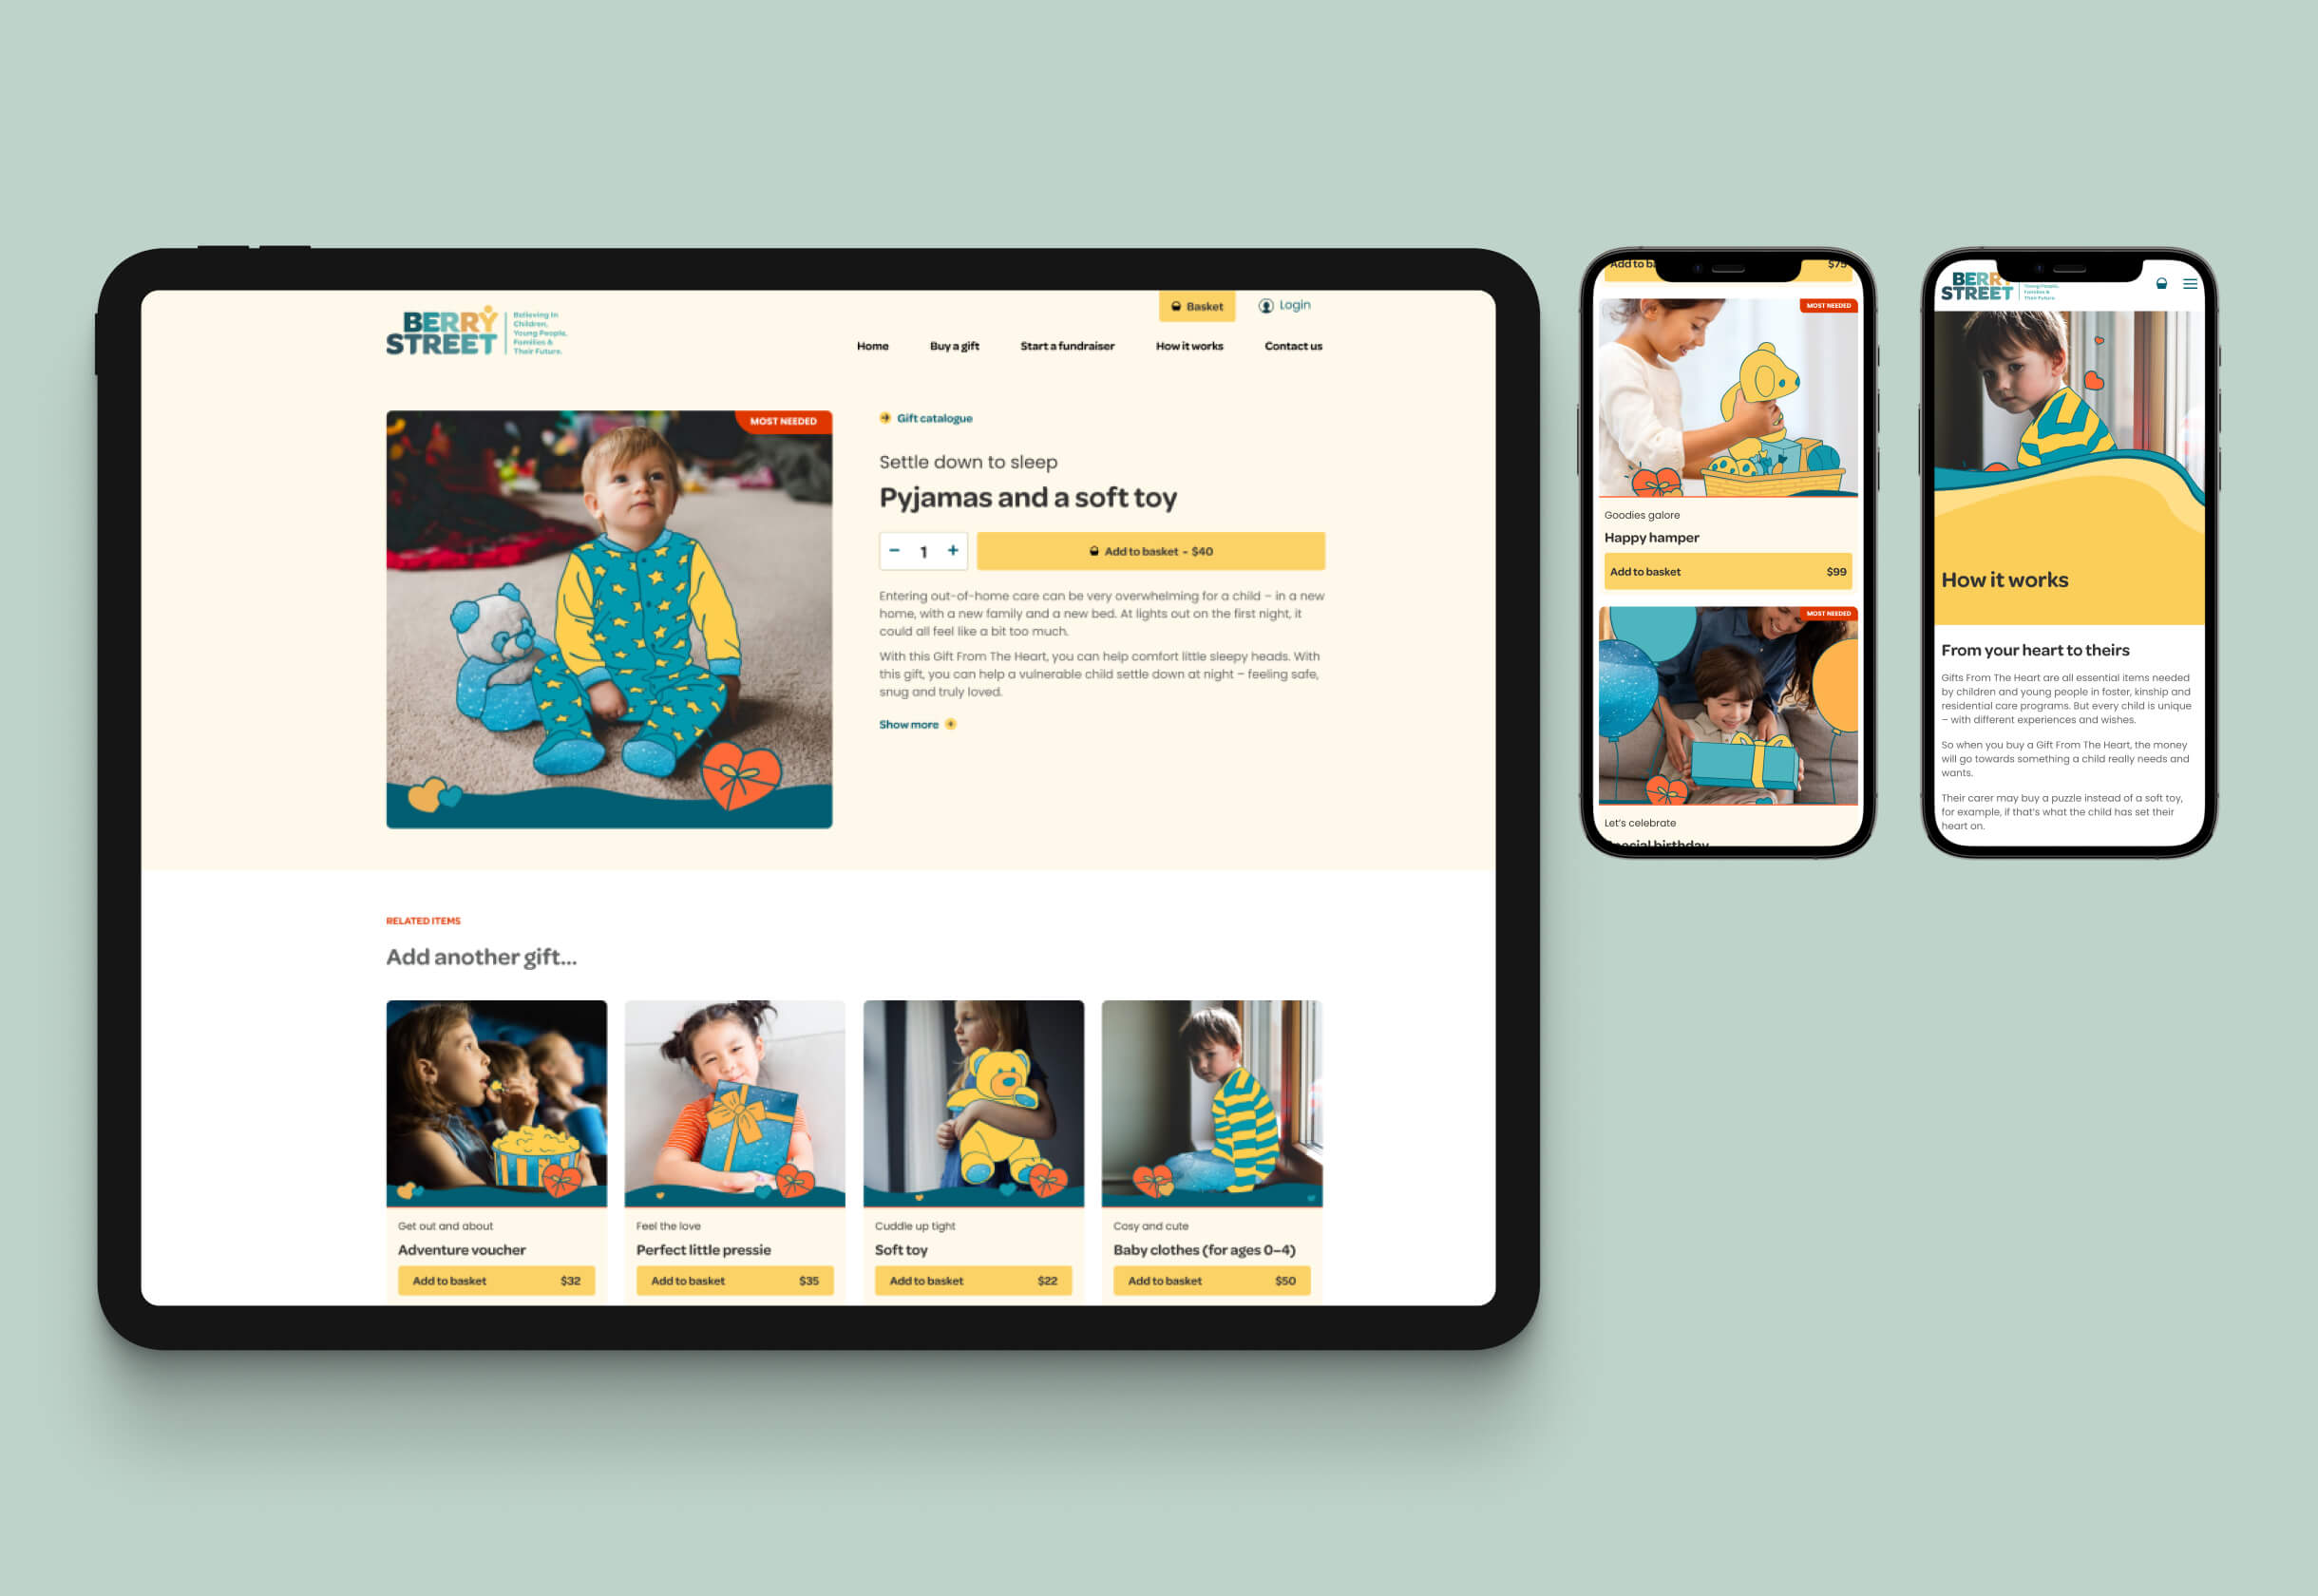 BERRY
STREET
Believing in
Children,
Young People,
Families &
Their Future.
Basket
Login
Home
Buy a gift
Start a fundraiser
How it works
Contact us
MOST NEEDED
Gift catalogue
Settle down to sleep
Pyjamas and a soft toy
− 1 +
Add to basket - $40
Entering out-of-home care can be very overwhelming for a child – in a new
home, with a new family and a new bed. At lights out on the first night, it
could all feel like a bit too much.
With this Gift From The Heart, you can help comfort little sleepy heads. With
this gift, you can help a vulnerable child settle down at night – feeling safe,
snug and truly loved.
Show more
RELATED ITEMS
Add another gift...
Get out and about
Adventure voucher
Add to basket $32
Feel the love
Perfect little pressie
Add to basket $35
Cuddle up tight
Soft toy
Add to basket $22
Cosy and cute
Baby clothes (for ages 0–4)
Add to basket $50
Add to $75
MOST NEEDED
Goodies galore
Happy hamper
Add to basket $99
MOST NEEDED
Let's celebrate
Special birthday
BERR
STREET
Young People,
Families &
Their Future.
How it works
From your heart to theirs
Gifts From The Heart are all essential items needed
by children and young people in foster, kinship and
residential care programs. But every child is unique
– with different experiences and wishes.
So when you buy a Gift From The Heart, the money
will go towards something a child really needs and
wants.
Their carer may buy a puzzle instead of a soft toy,
for example, if that's what the child has set their
heart on.